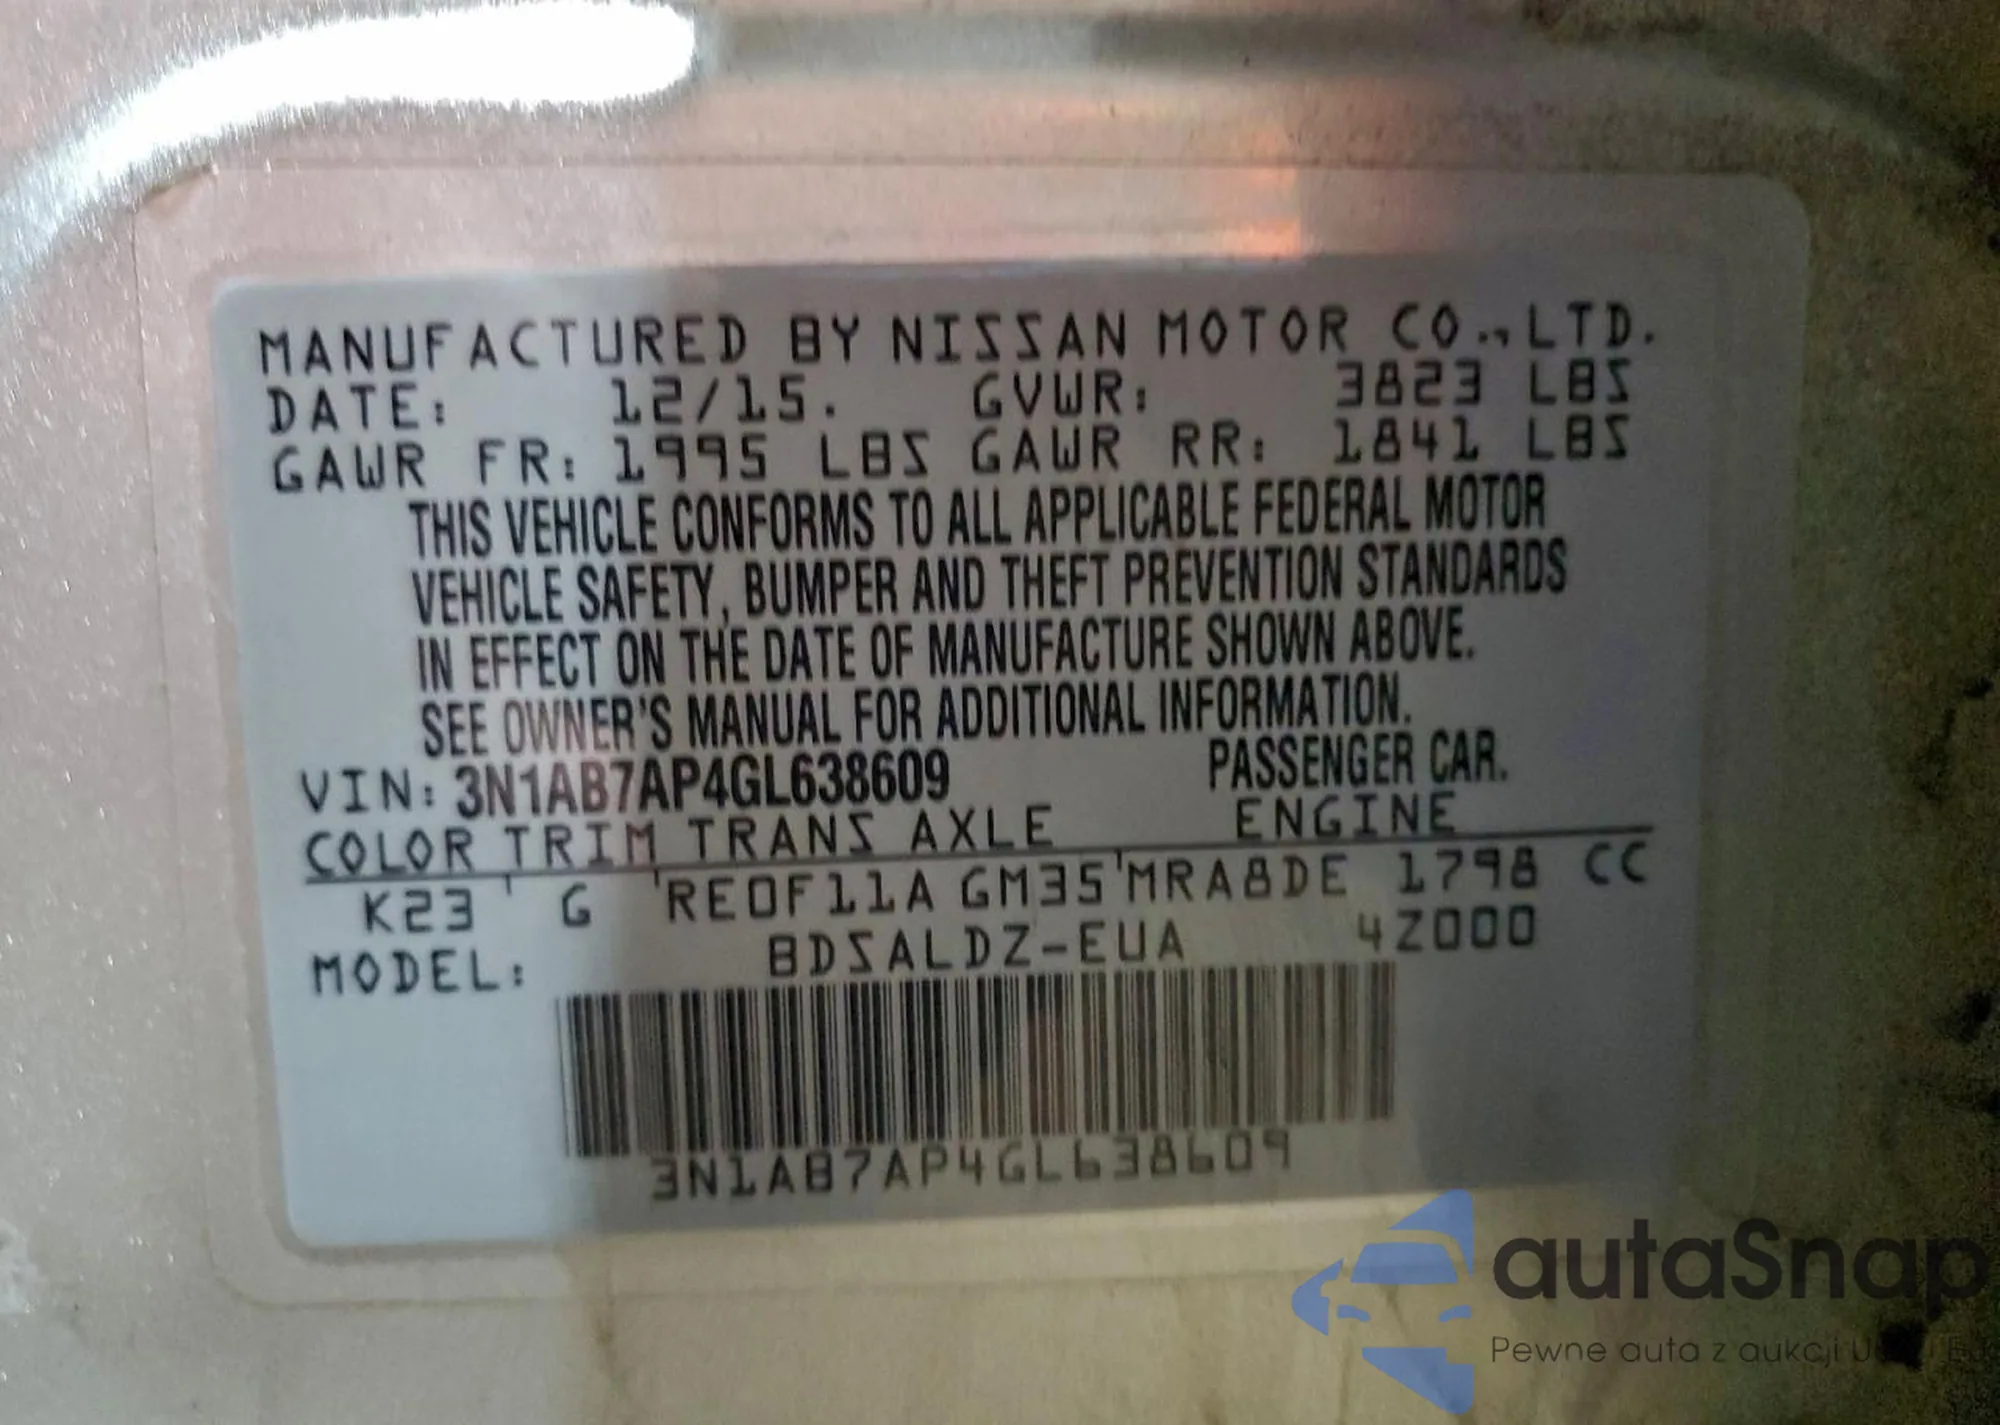 MANUFACTURED BY NISSAN MOTOR CO., LTD.
DATE: 12/15. GVWR: 3823 LBS
GAWR FR: 1995 LBS GAWR RR: 1841 LBS
THIS VEHICLE CONFORMS TO ALL APPLICABLE FEDERAL MOTOR
VEHICLE SAFETY, BUMPER AND THEFT PREVENTION STANDARDS
IN EFFECT ON THE DATE OF MANUFACTURE SHOWN ABOVE.
SEE OWNER'S MANUAL FOR ADDITIONAL INFORMATION.
VIN: 3N1AB7AP4GL638609 PASSENGER CAR.
COLOR TRIM TRANS AXLE ENGINE
K23 G RE0F11A GM35 MRA8DE 1798 CC
MODEL: BDSALDZ-EUA 4Z000
3N1AB7AP4GL638609
autaSnap
Pewne auta z aukcji